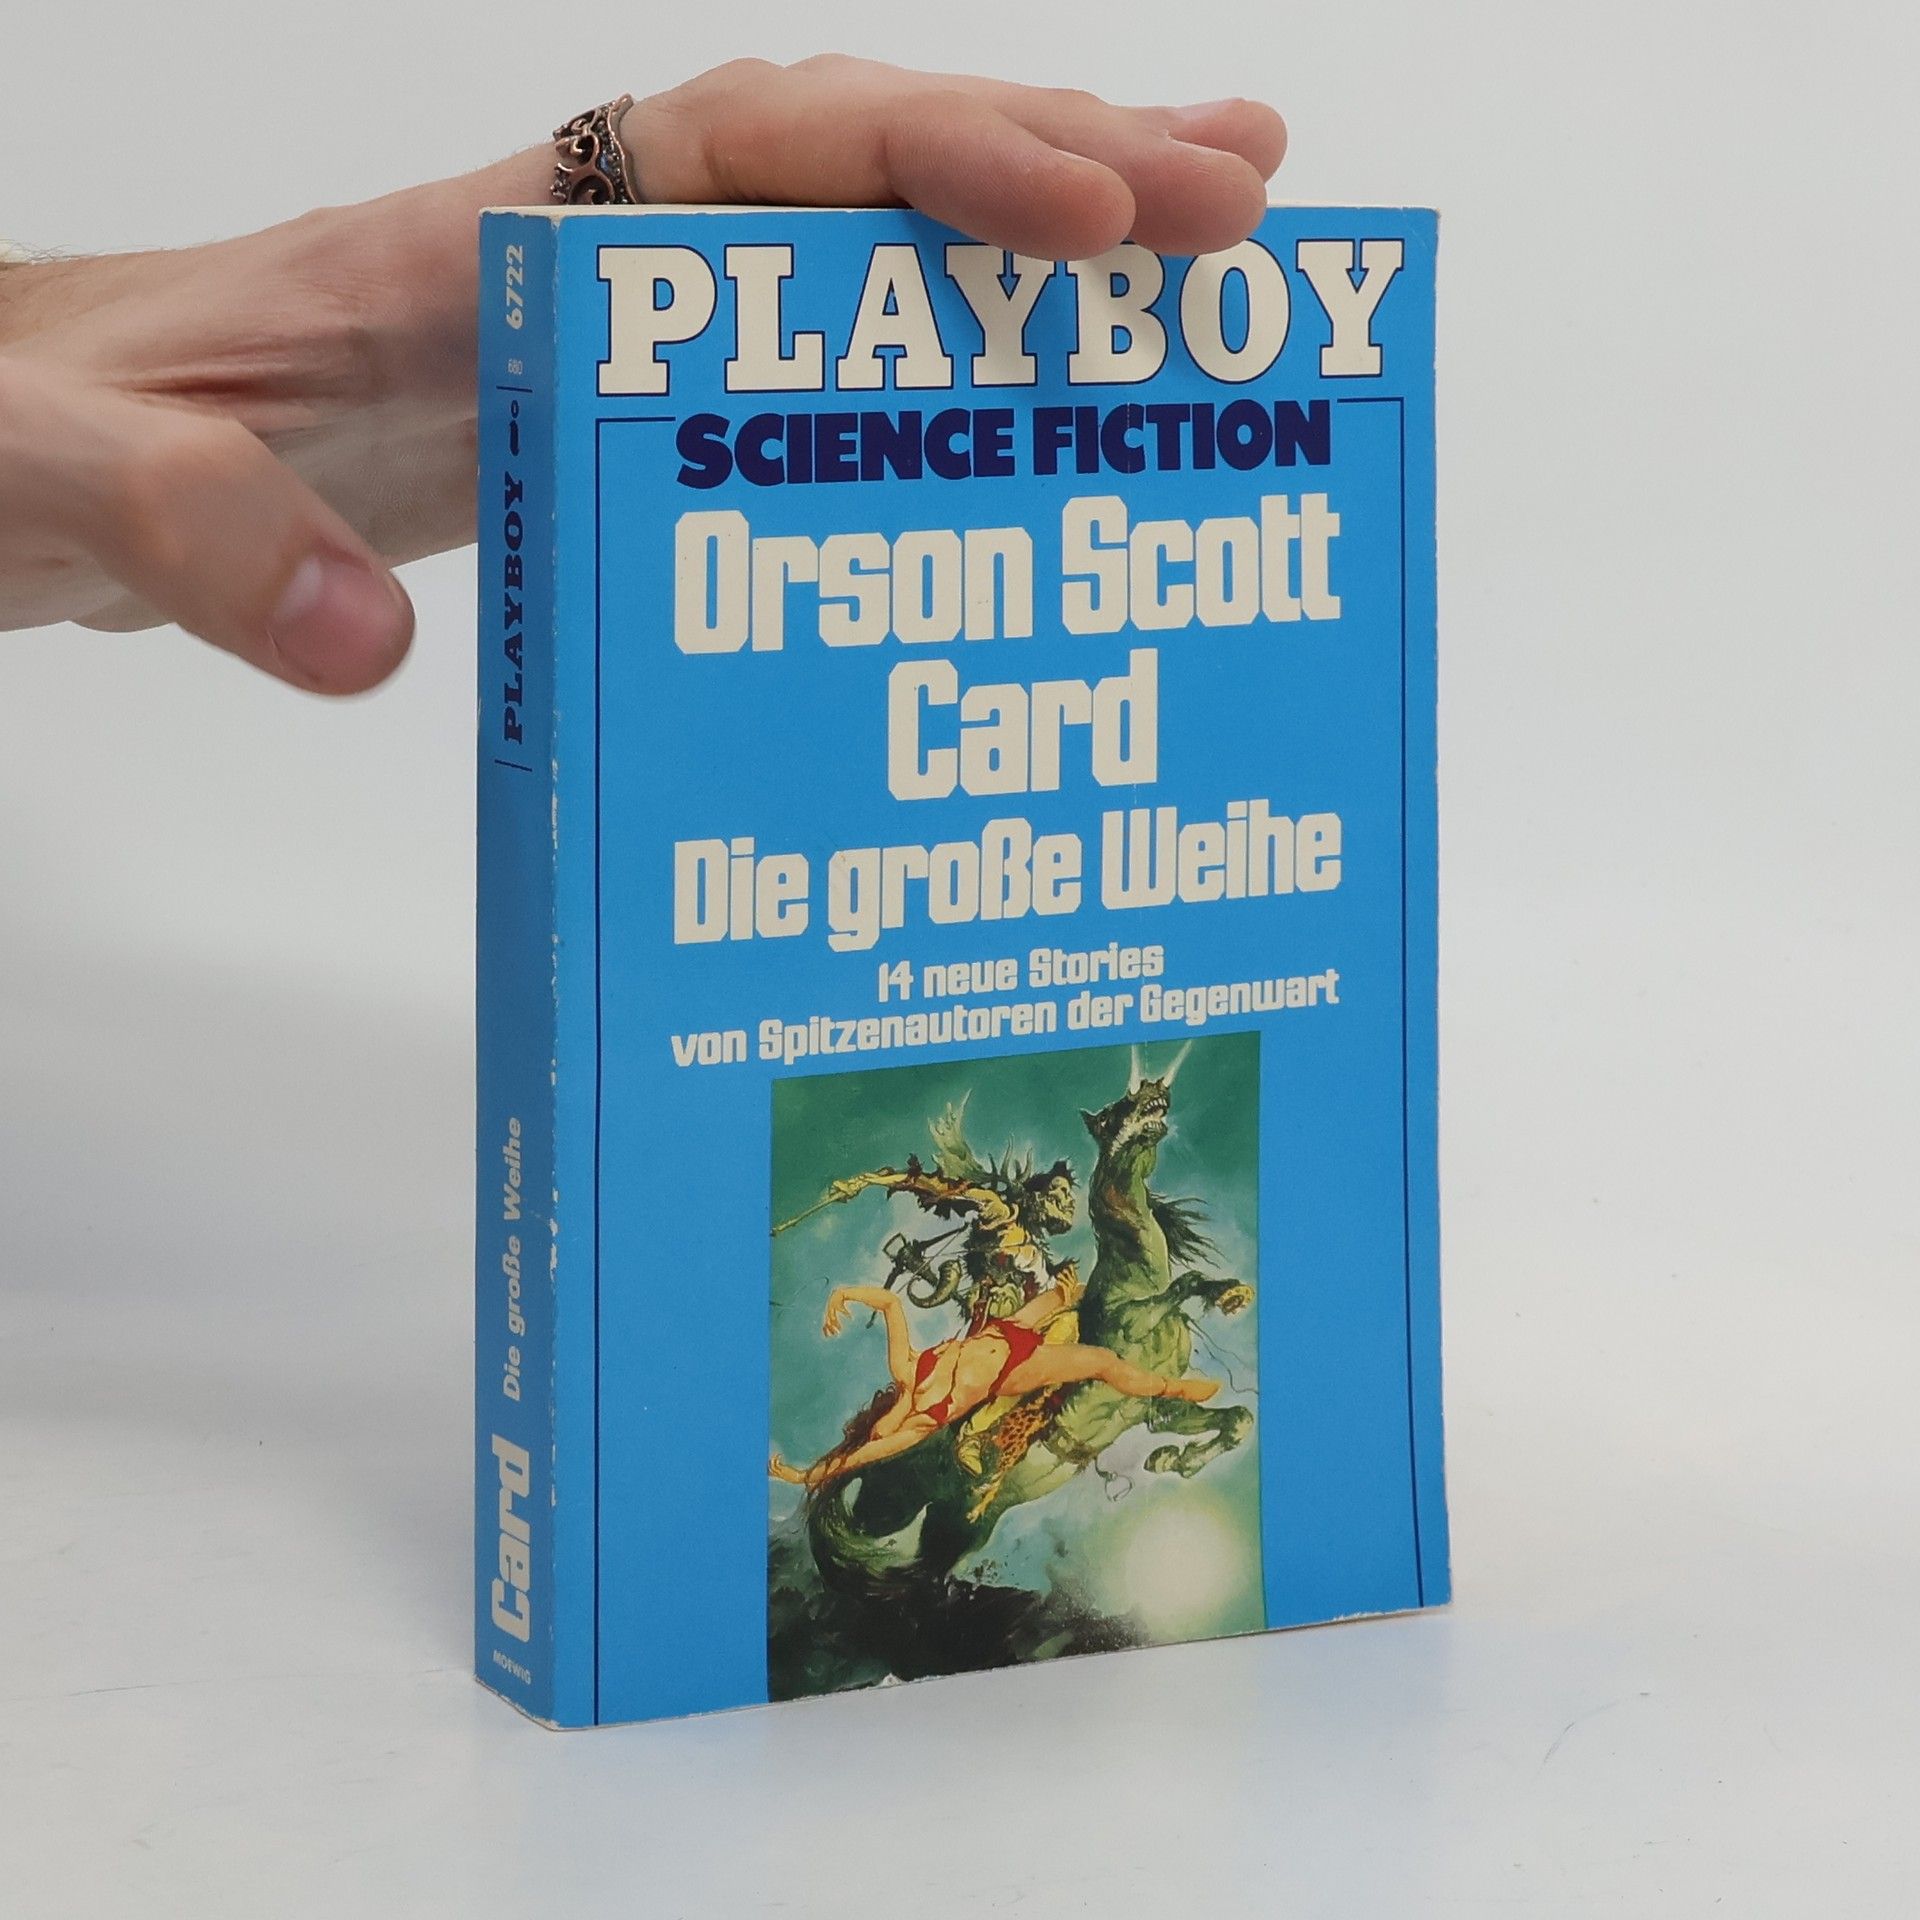 PLAYBOY
SCIENCE FICTION
Orson Scott
Card
Die große Weihe
14 neue Stories
von Spitzenautoren der Gegenwart
MOEWIG
Card
Die große Weihe
PLAYBOY
680
6722